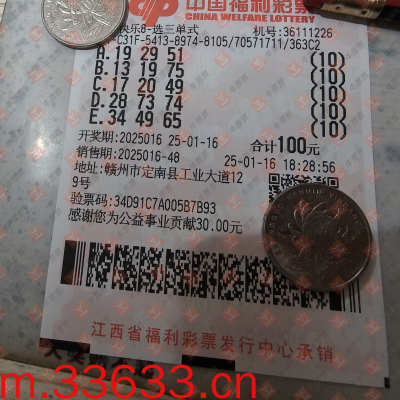 中国福利彩票
CHINA WELFARE LOTTERY
快乐8-选三单式 机号:36111226
C31F-5413-8974-8105/70571711/363C2
A.19 29 51 (10)
B.13 19 75 (10)
C.17 20 49 (10)
D.28 73 74 (10)
E.34 49 65 (10)
开奖期:2025016 25-01-16 合计100元
销售期:2025016-48 25-01-16 18:28:56
地址:赣州市定南县工业大道12
9号
验票码:34D91C7A005B7B93
感谢您为公益事业贡献30.00元
江西省福利彩票发行中心承销
m.33633.cn